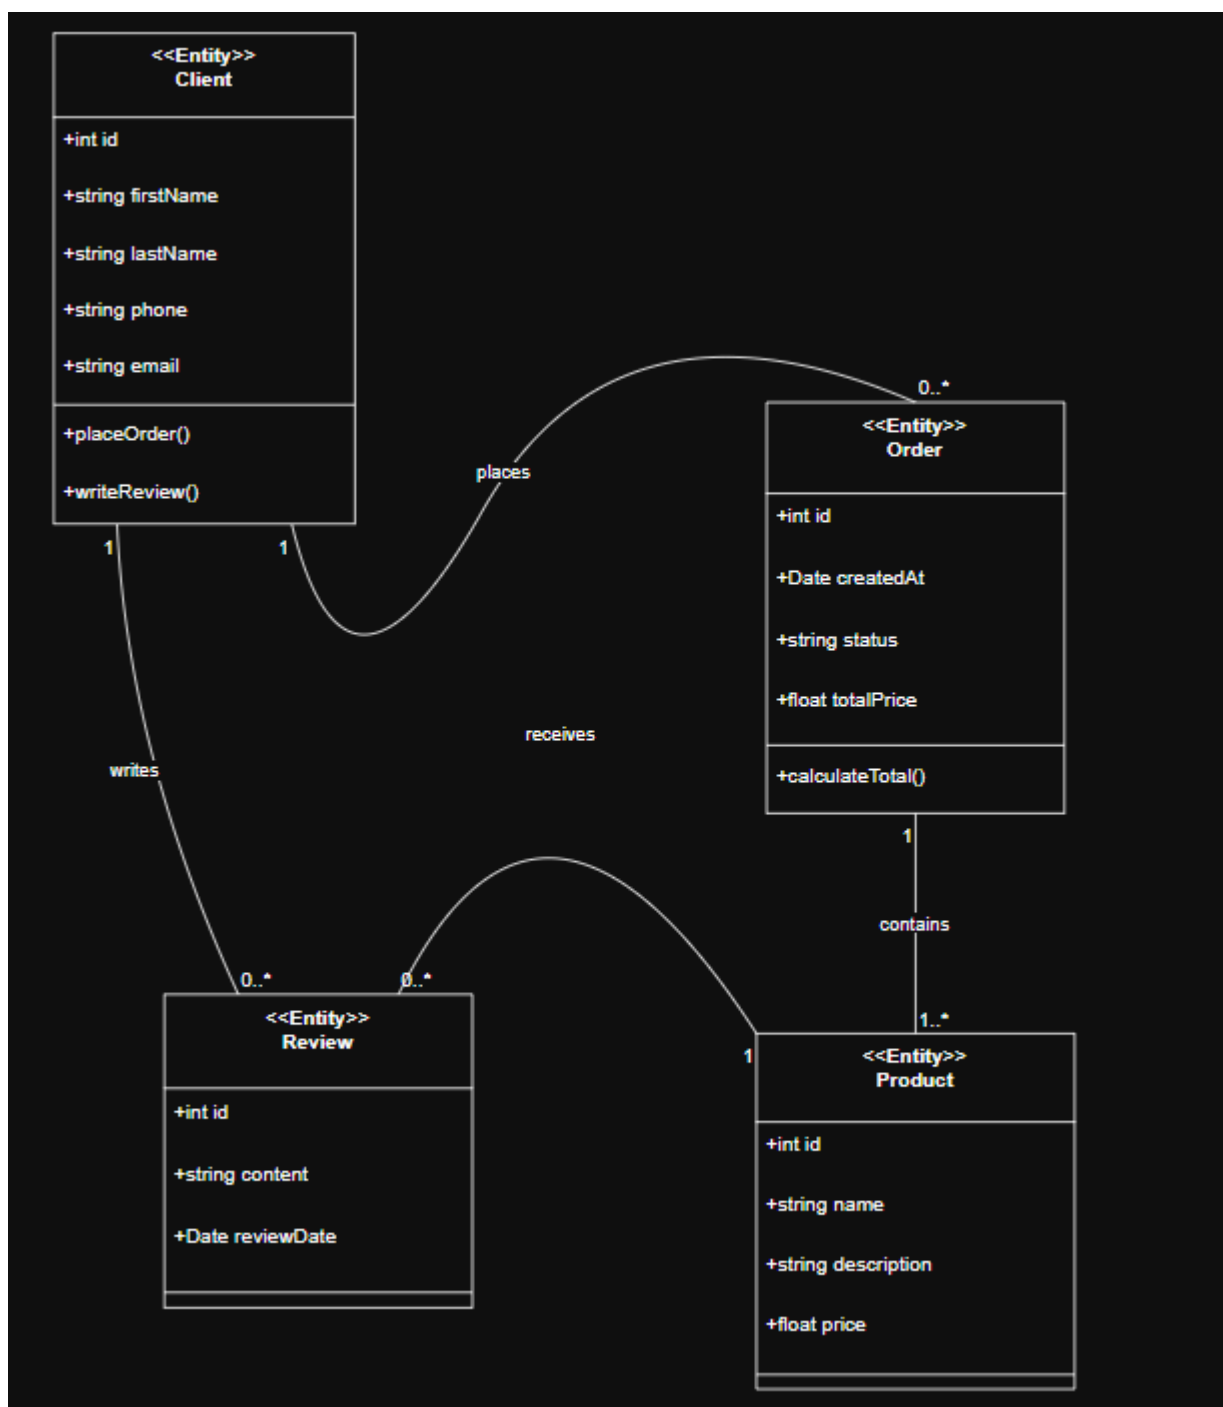 <<Entity>>
Client
+int id
+string firstName
+string lastName
+string phone
+string email
+placeOrder()
+writeReview()
1
1
places
0..*
<<Entity>>
Order
+int id
+Date createdAt
+string status
+float totalPrice
+calculateTotal()
1
receives
writes
contains
0..*
0..*
<<Entity>>
Review
+int id
+string content
+Date reviewDate
1..*
1
<<Entity>>
Product
+int id
+string name
+string description
+float price